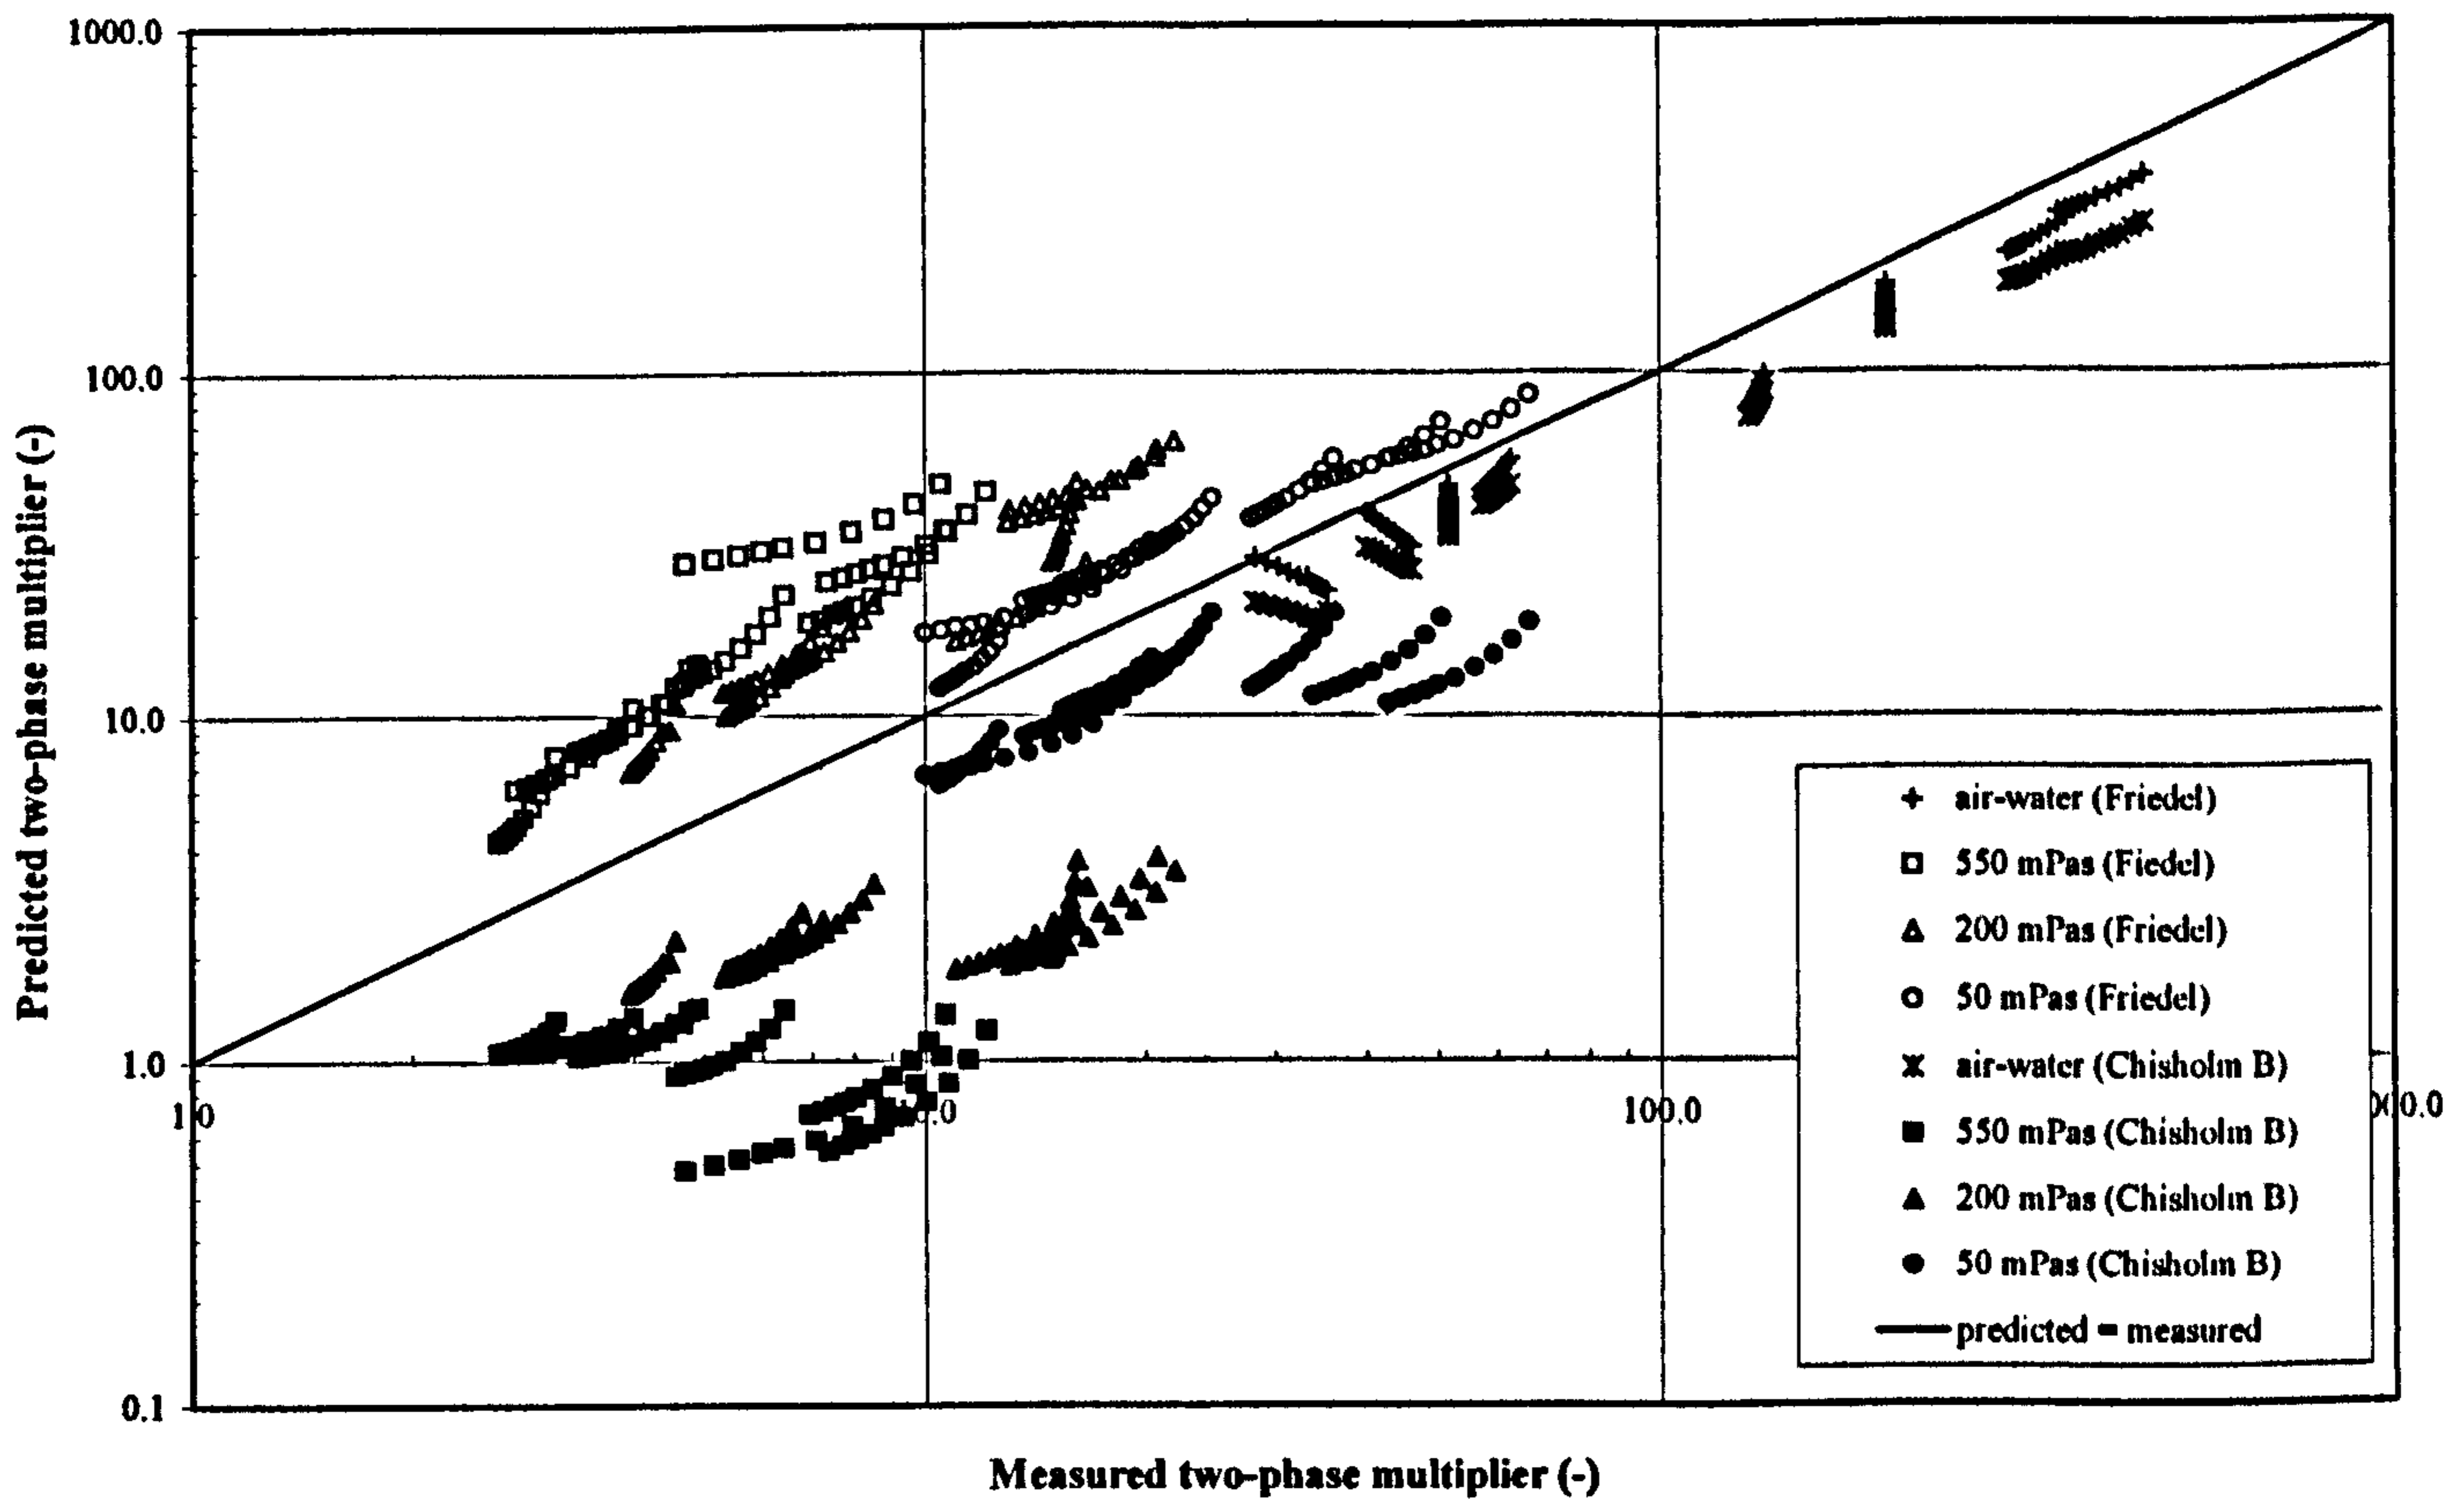 1000.0
100.0
10.0
1.0
0.1
100.0
Predicted two-phase multiplier (-)
Measured two-phase multiplier (-)
air-water (Friedel)
550 mPas (Fiedel)
200 mPas (Friedel)
50 mPas (Friedel)
air-water (Chisholm B)
550 mPas (Chisholm B)
200 mPas (Chisholm B)
50 mPas (Chisholm B)
predicted = measured